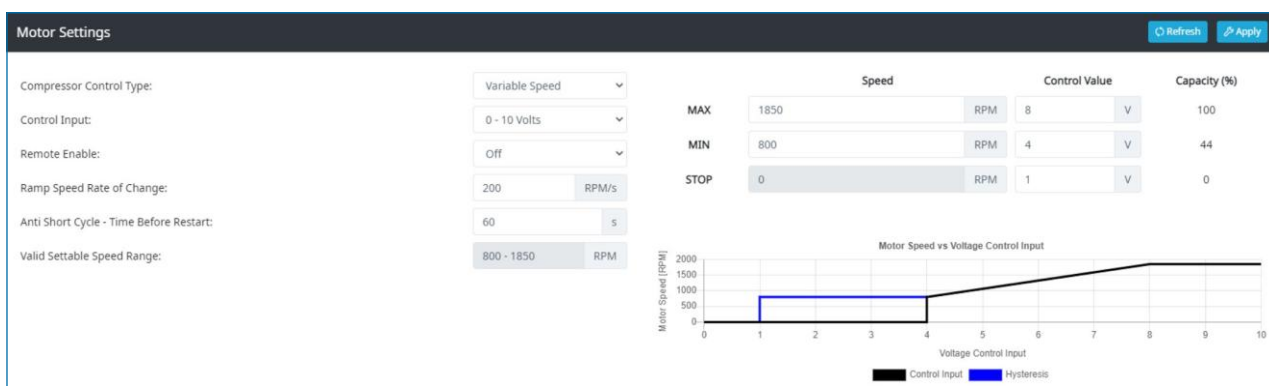 Motor Settings
Refresh
Apply
Compressor Control Type:
Variable Speed
Control Input:
0 - 10 Volts
Remote Enable:
Off
Ramp Speed Rate of Change:
200 RPM/s
Anti Short Cycle - Time Before Restart:
60 s
Valid Settable Speed Range:
800 - 1850 RPM
Speed Control Value Capacity (%)
MAX 1850 RPM 8 V 100
MIN 800 RPM 4 V 44
STOP 0 RPM 1 V 0
Motor Speed vs Voltage Control Input
Motor Speed [RPM]
2000
1500
1000
500
0
0 1 2 3 4 5 6 7 8 9 10
Voltage Control Input
Control Input Hysteresis